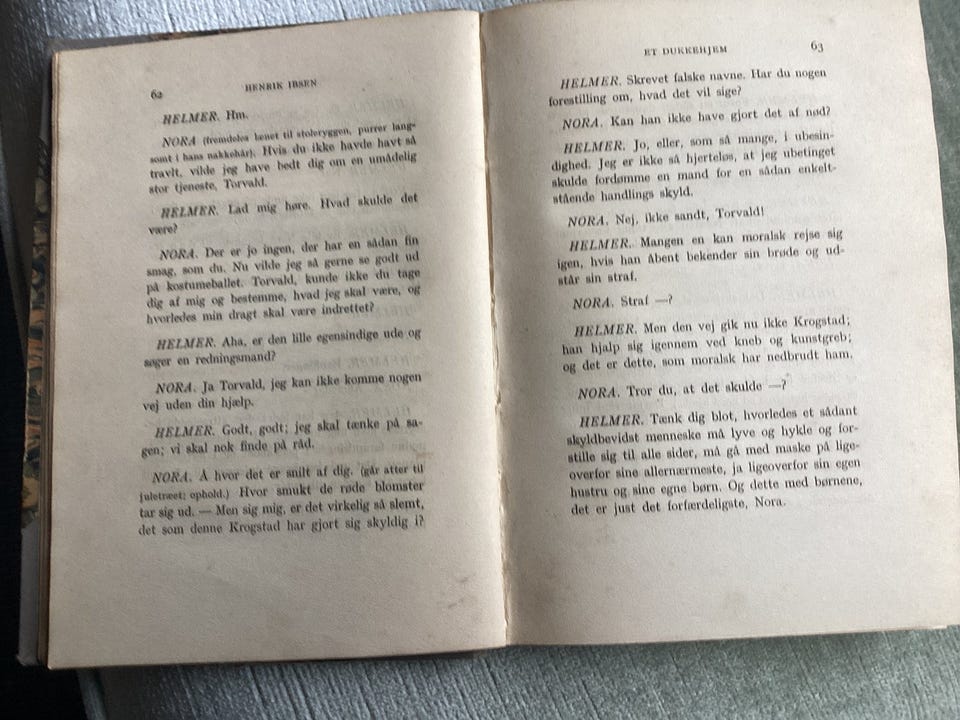 62
HENRIK IBSEN
HELMER. Hm.
NORA (fremdeles lænet til stoleryggen, purrer lang-
somt i hans nakkehår). Hvis du ikke havde havt så
travlt, vilde jeg have bedt dig om en umådelig
stor tjeneste, Torvald.
HELMER. Lad mig høre. Hvad skulde det
være?
NORA. Der er jo ingen, der har en sådan fin
smag, som du. Nu vilde jeg så gerne se godt ud
på kostumeballet. Torvald, kunde ikke du tage
dig af mig og bestemme, hvad jeg skal være, og
hvorledes min dragt skal være indrettet?
HELMER. Aha, er den lille egensindige ude og
søger en redningsmand?
NORA. Ja Torvald, jeg kan ikke komme nogen
vej uden din hjælp.
HELMER. Godt, godt; jeg skal tænke på sa-
gen; vi skal nok finde på råd.
NORA. Å hvor det er snilt af dig. (går atter til
juletræet; ophold.) Hvor smukt de røde blomster
tar sig ud. — Men sig mig, er det virkelig så slemt,
det som denne Krogstad har gjort sig skyldig i?
ET DUKKEHJEM
63
HELMER. Skrevet falske navne. Har du nogen
forestilling om, hvad det vil sige?
NORA. Kan han ikke have gjort det af nød?
HELMER. Jo, eller, som så mange, i ubesin-
dighed. Jeg er ikke så hjerteløs, at jeg ubetinget
skulde fordømme en mand for en sådan enkelt-
stående handlings skyld.
NORA. Nej, ikke sandt, Torvald!
HELMER. Mangen en kan moralsk rejse sig
igen, hvis han åbent bekender sin brøde og ud-
står sin straf.
NORA. Straf —?
HELMER. Men den vej gik nu ikke Krogstad;
han hjalp sig igennem ved kneb og kunstgreb;
og det er dette, som moralsk har nedbrudt ham.
NORA. Tror du, at det skulde —?
HELMER. Tænk dig blot, hvorledes et sådant
skyldbevidst menneske må lyve og hykle og for-
stille sig til alle sider, må gå med maske på lige-
overfor sine allernærmeste, ja ligeoverfor sin egen
hustru og sine egne børn. Og dette med børnene,
det er just det forfærdeligste, Nora.